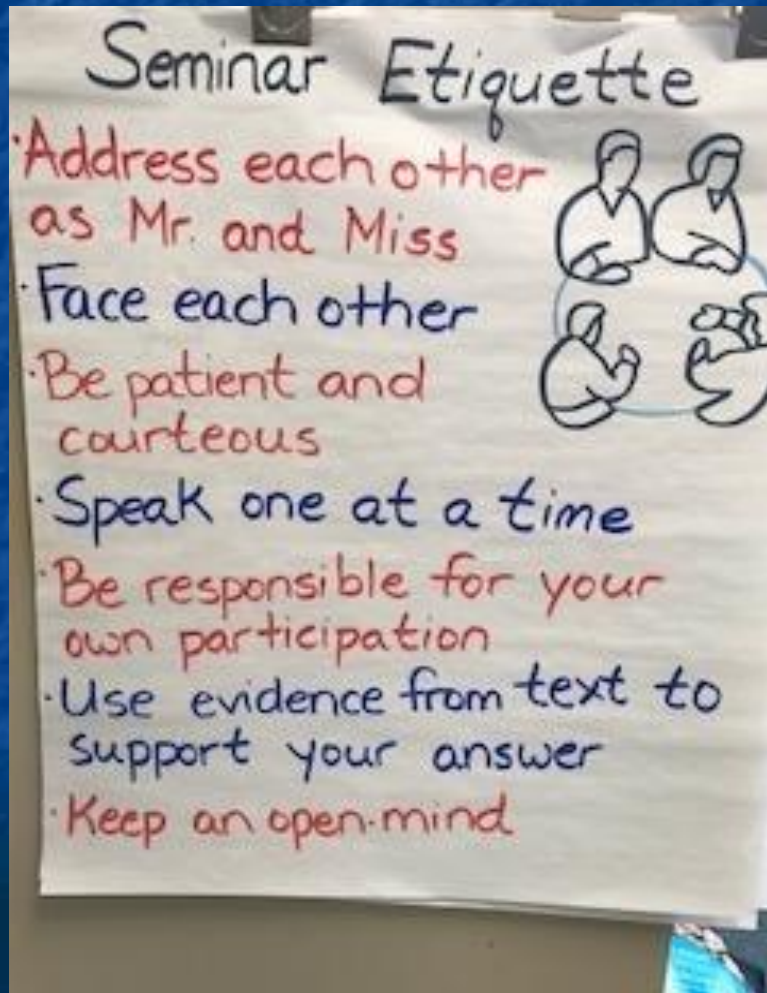 Seminar Etiquette
· Address each other
as Mr. and Miss
· Face each other
· Be patient and
courteous
· Speak one at a time
· Be responsible for your
own participation
· Use evidence from text to
support your answer
· Keep an open-mind